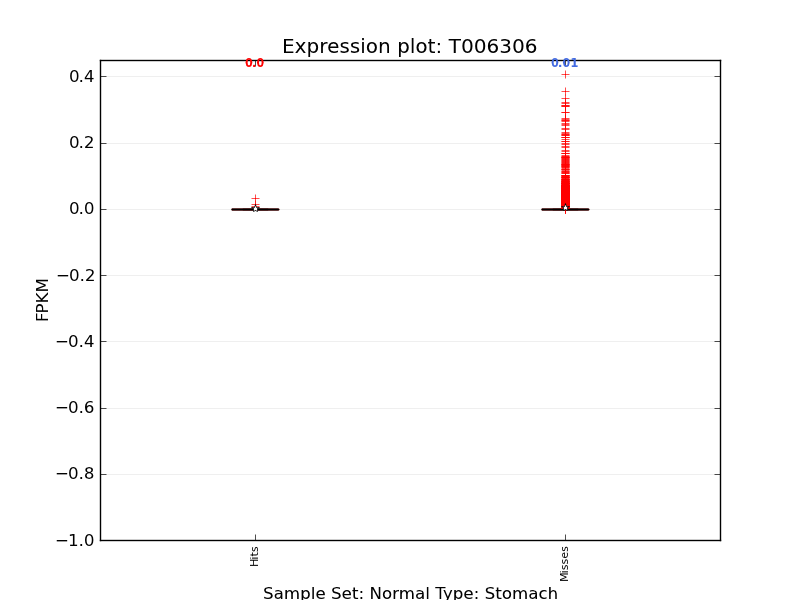 Expression plot: T006306
0.0
0.01
0.4
0.2
0.0
−0.2
−0.4
−0.6
−0.8
−1.0
FPKM
Hits
Misses
Sample Set: Normal Type: Stomach